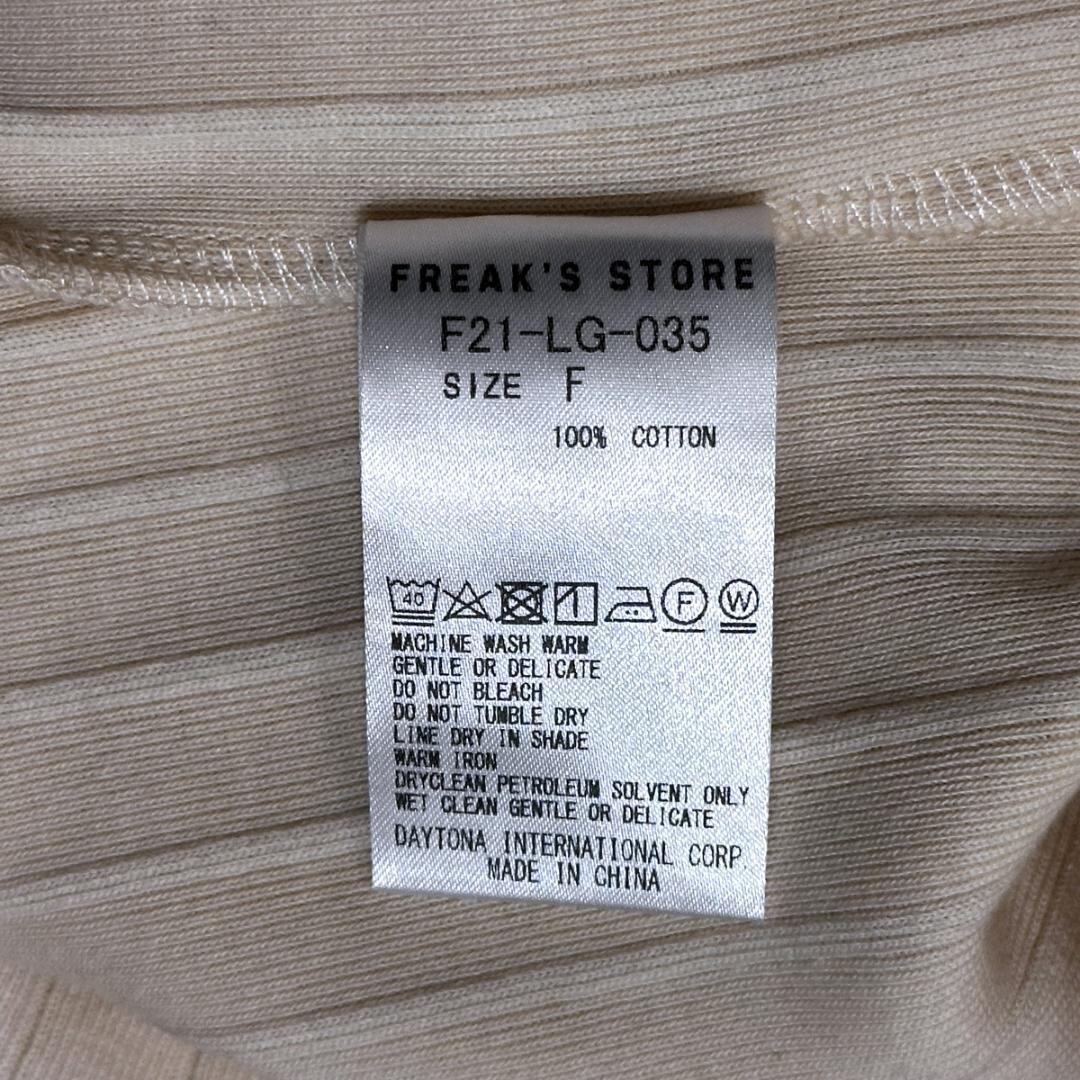 FREAK'S STORE
F21-LG-035
SIZE F
100% COTTON
40 F W
MACHINE WASH WARM
GENTLE OR DELICATE
DO NOT BLEACH
DO NOT TUMBLE DRY
LINE DRY IN SHADE
WARM IRON
DRYCLEAN PETROLEUM SOLVENT ONLY
WET CLEAN GENTLE OR DELICATE
DAYTONA INTERNATIONAL CORP.
MADE IN CHINA